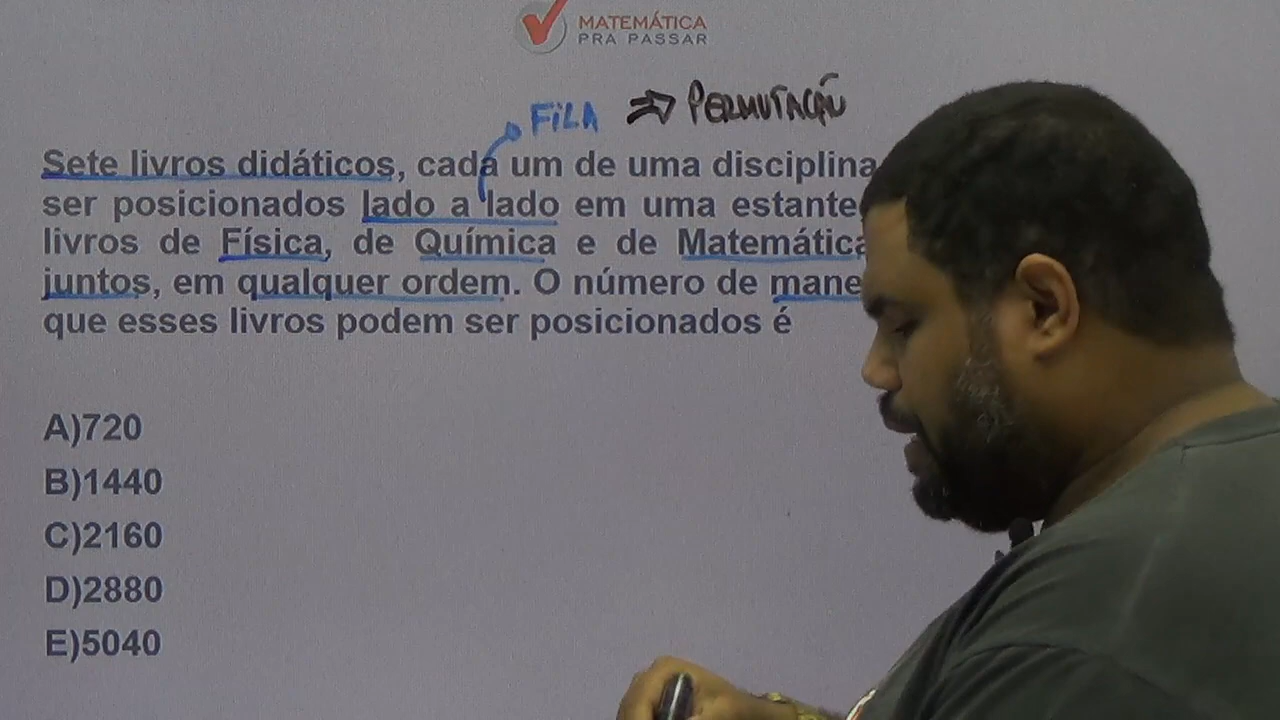 MATEMÁTICA
PRA PASSAR
FILA ⇒ PERMUTAÇÃO
Sete livros didáticos, cada um de uma disciplina
ser posicionados lado a lado em uma estante
livros de Física, de Química e de Matemática
juntos, em qualquer ordem. O número de
que esses livros podem ser posicionados é
A)720
B)1440
C)2160
D)2880
E)5040